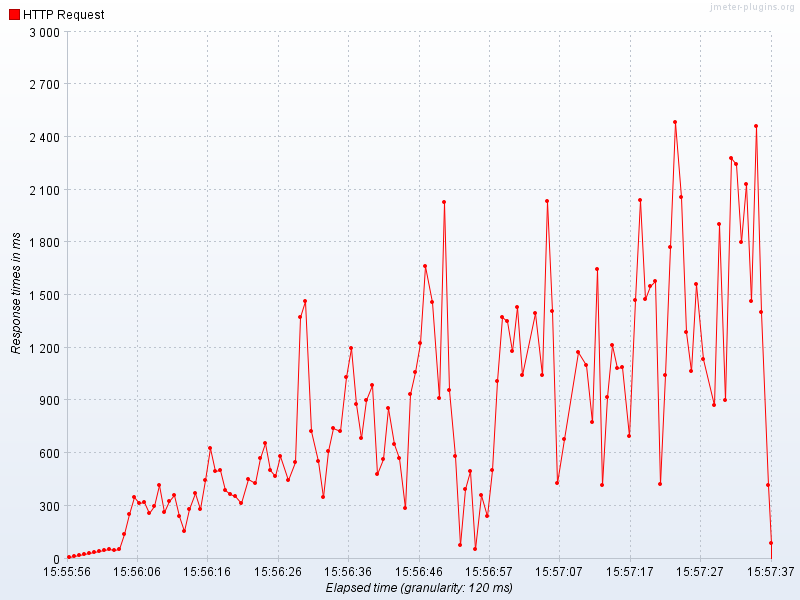 jmeter-plugins.org
HTTP Request
3 000
2 700
2 400
2 100
1 800
1 500
1 200
900
600
300
0
Response times in ms
15:55:56 15:56:06 15:56:16 15:56:26 15:56:36 15:56:46 15:56:57 15:57:07 15:57:17 15:57:27 15:57:37
Elapsed time (granularity: 120 ms)